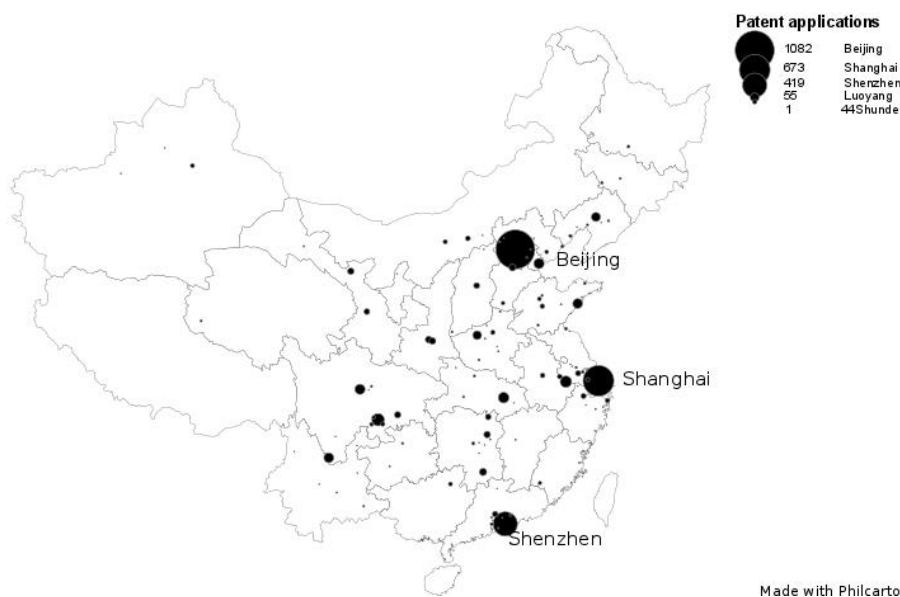 Patent applications
1082 Beijing
673 Shanghai
419 Shenzhen
55 Luoyang
1 44Shunde
Beijing
Shanghai
Shenzhen
Made with Philcarto